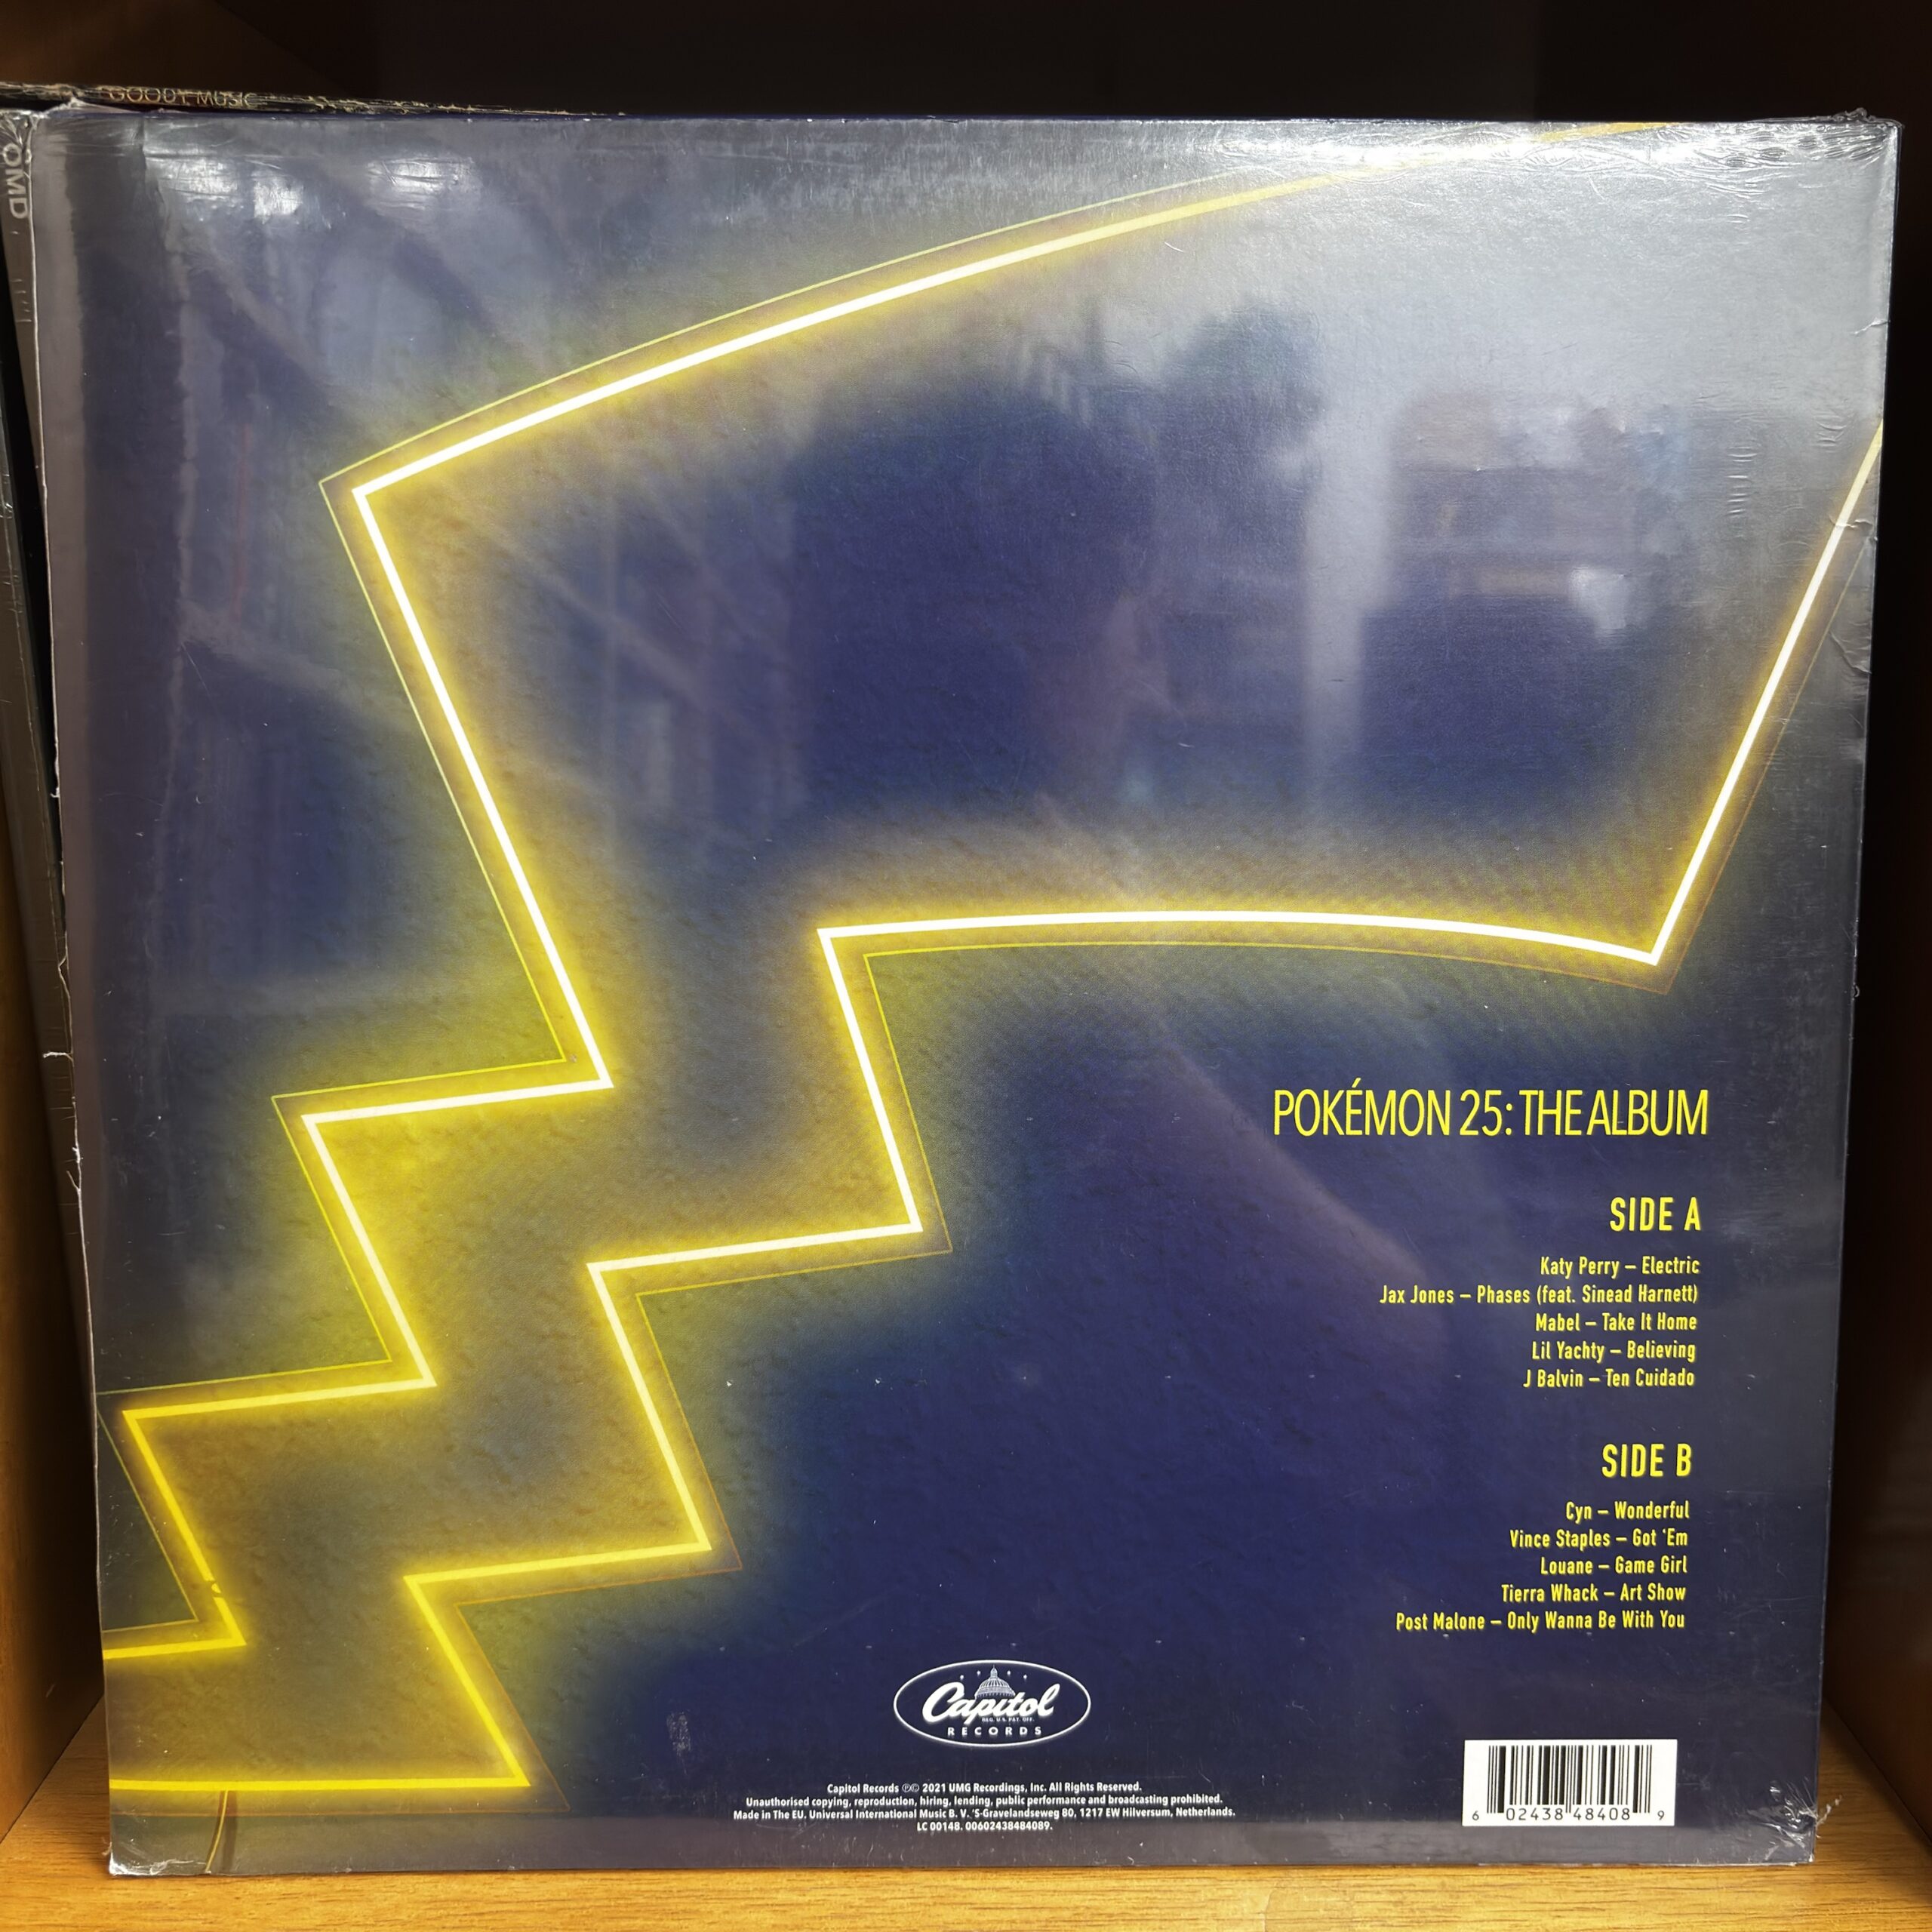 GOODY MUSIC
OMD
POKÉMON 25: THE ALBUM
SIDE A
Katy Perry – Electric
Jax Jones – Phases (feat. Sinead Harnett)
Mabel – Take It Home
Lil Yachty – Believing
J Balvin – Ten Cuidado
SIDE B
Cyn – Wonderful
Vince Staples – Got 'Em
Louane – Game Girl
Tierra Whack – Art Show
Post Malone – Only Wanna Be With You
Capitol
REG. U.S. PAT. OFF.
RECORDS
Capitol Records ℗© 2021 UMG Recordings, Inc. All Rights Reserved.
Unauthorised copying, reproduction, hiring, lending, public performance and broadcasting prohibited.
Made in The EU. Universal International Music B. V. 'S-Gravelandseweg 80, 1217 EW Hilversum, Netherlands.
LC 00148. 00602438484089.
6 02438 48408 9